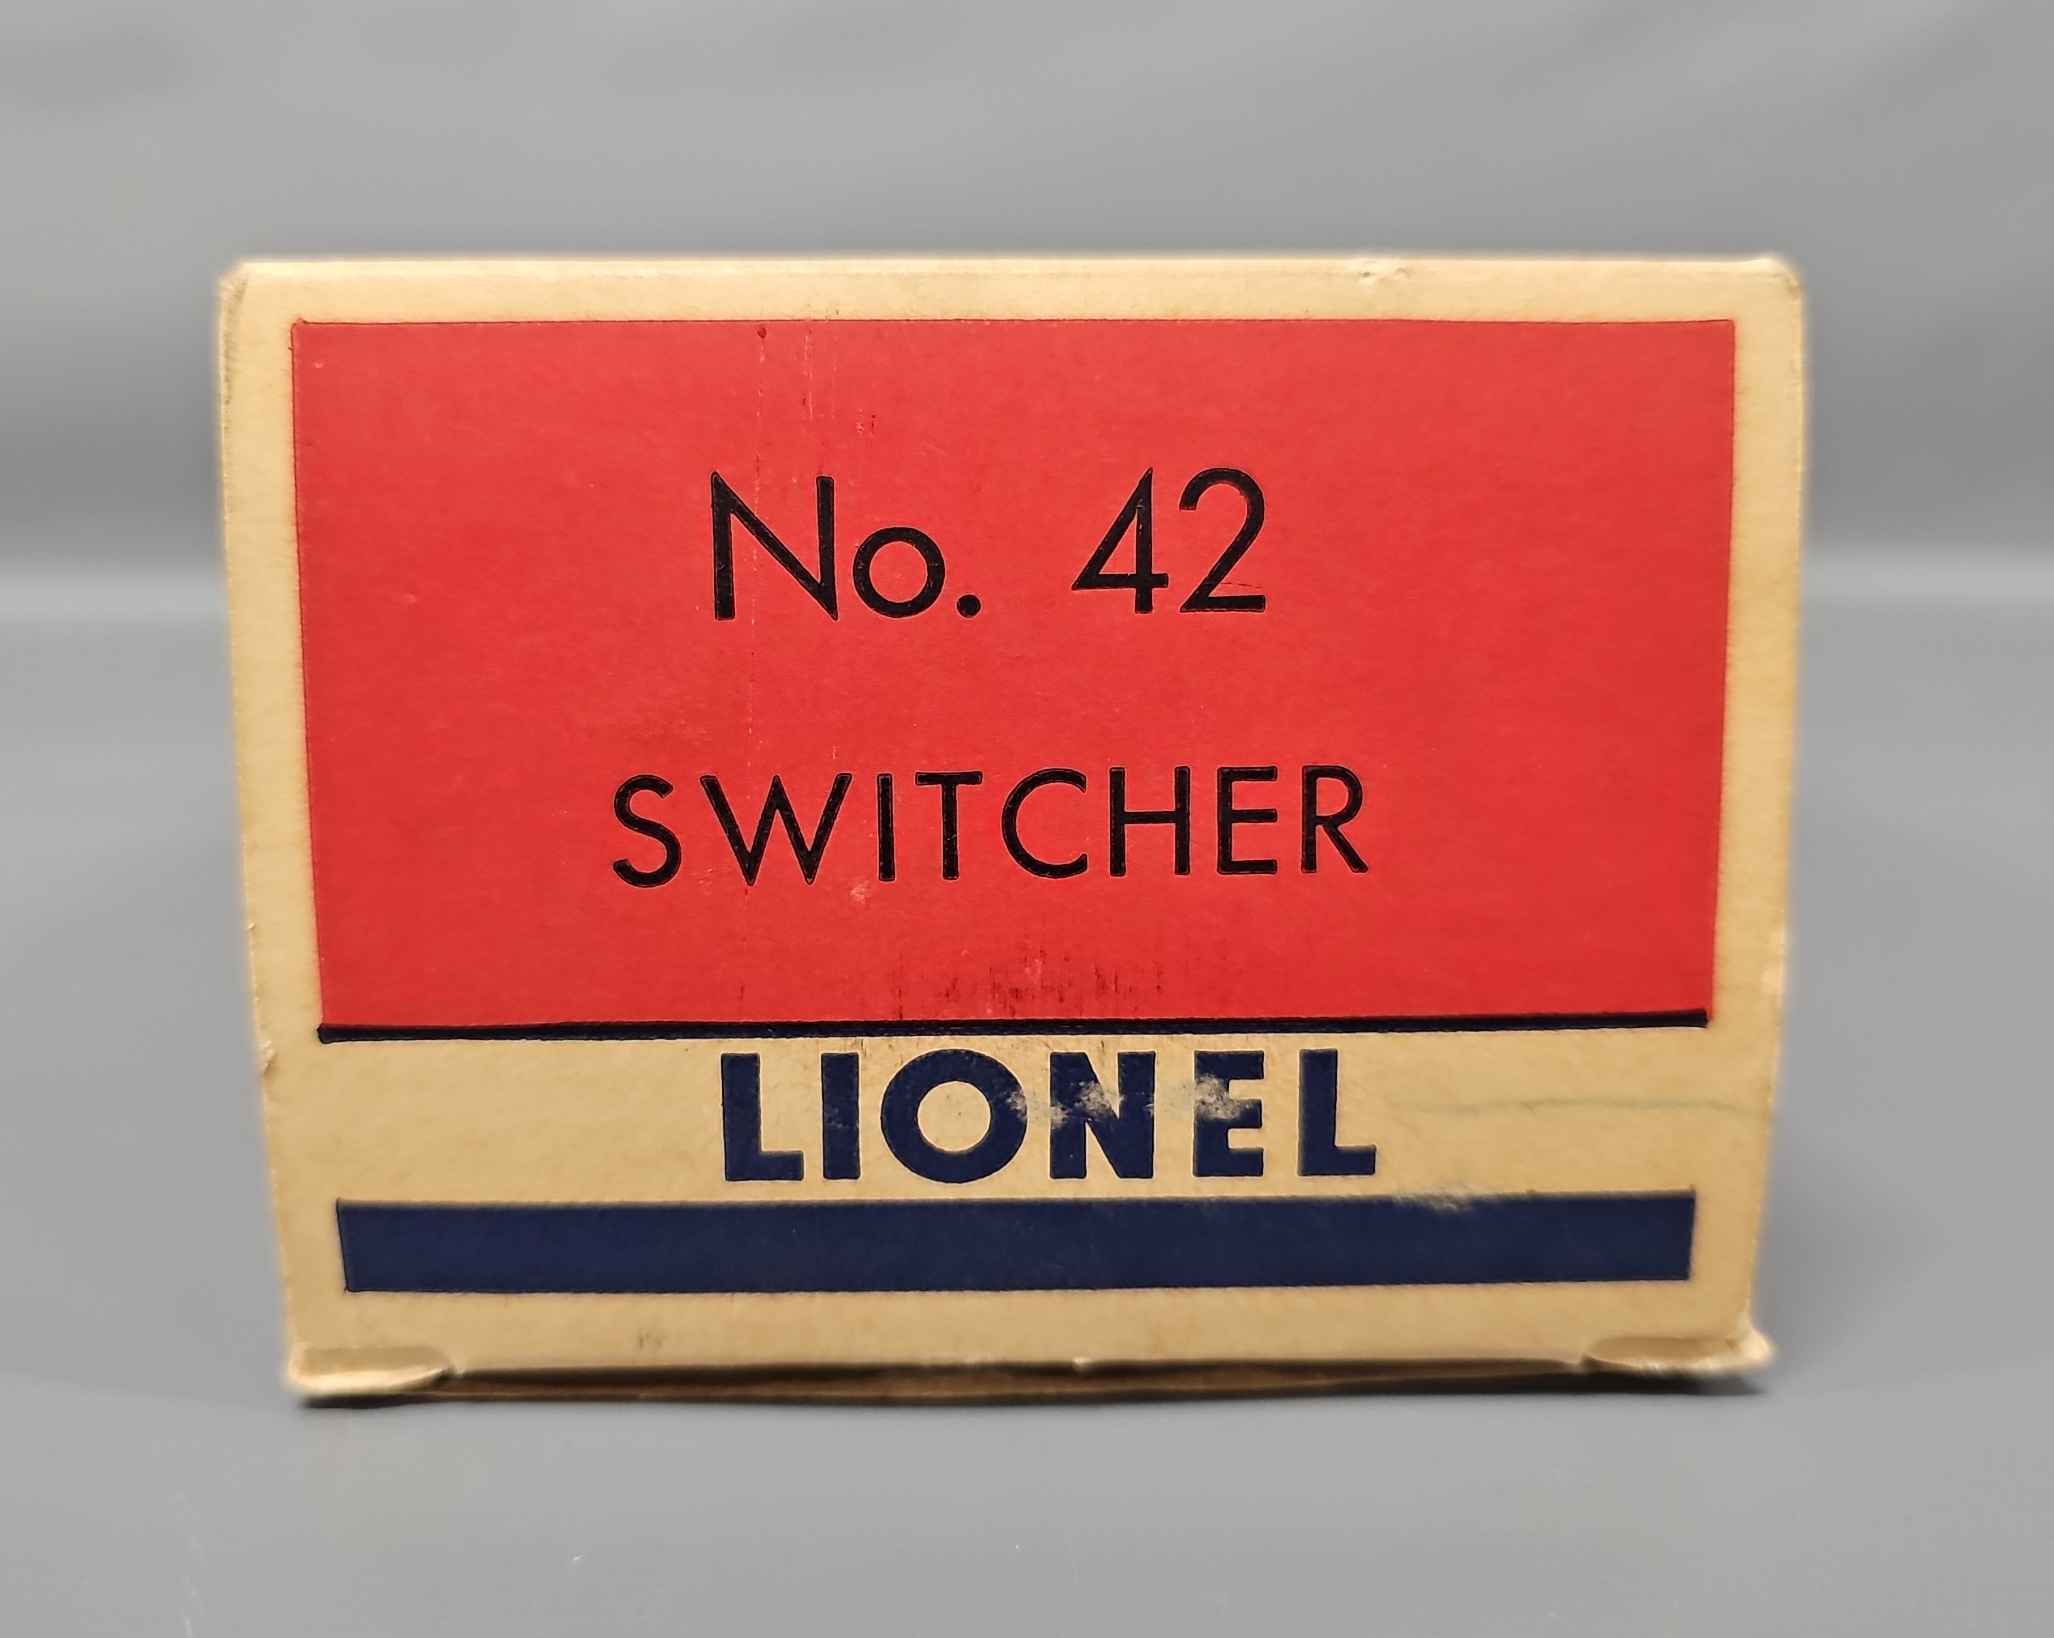 No. 42
SWITCHER
LIONEL